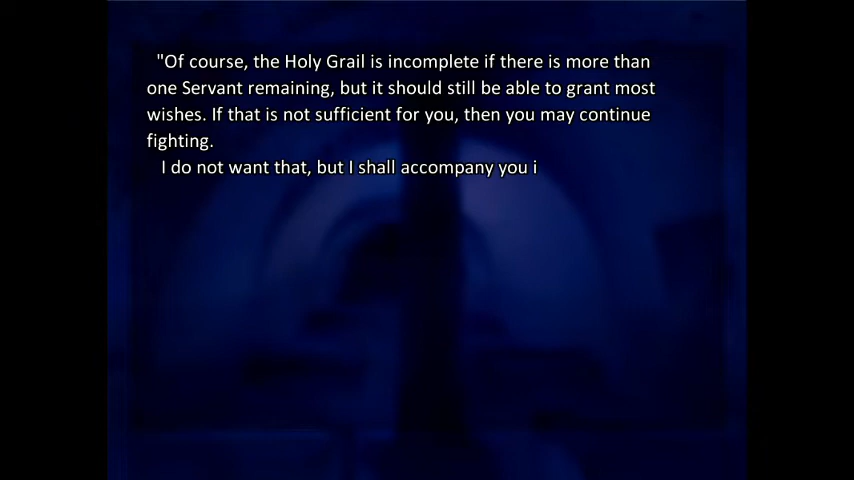 "Of course, the Holy Grail is incomplete if there is more than
one Servant remaining, but it should still be able to grant most
wishes. If that is not sufficient for you, then you may continue
fighting.
I do not want that, but I shall accompany you i